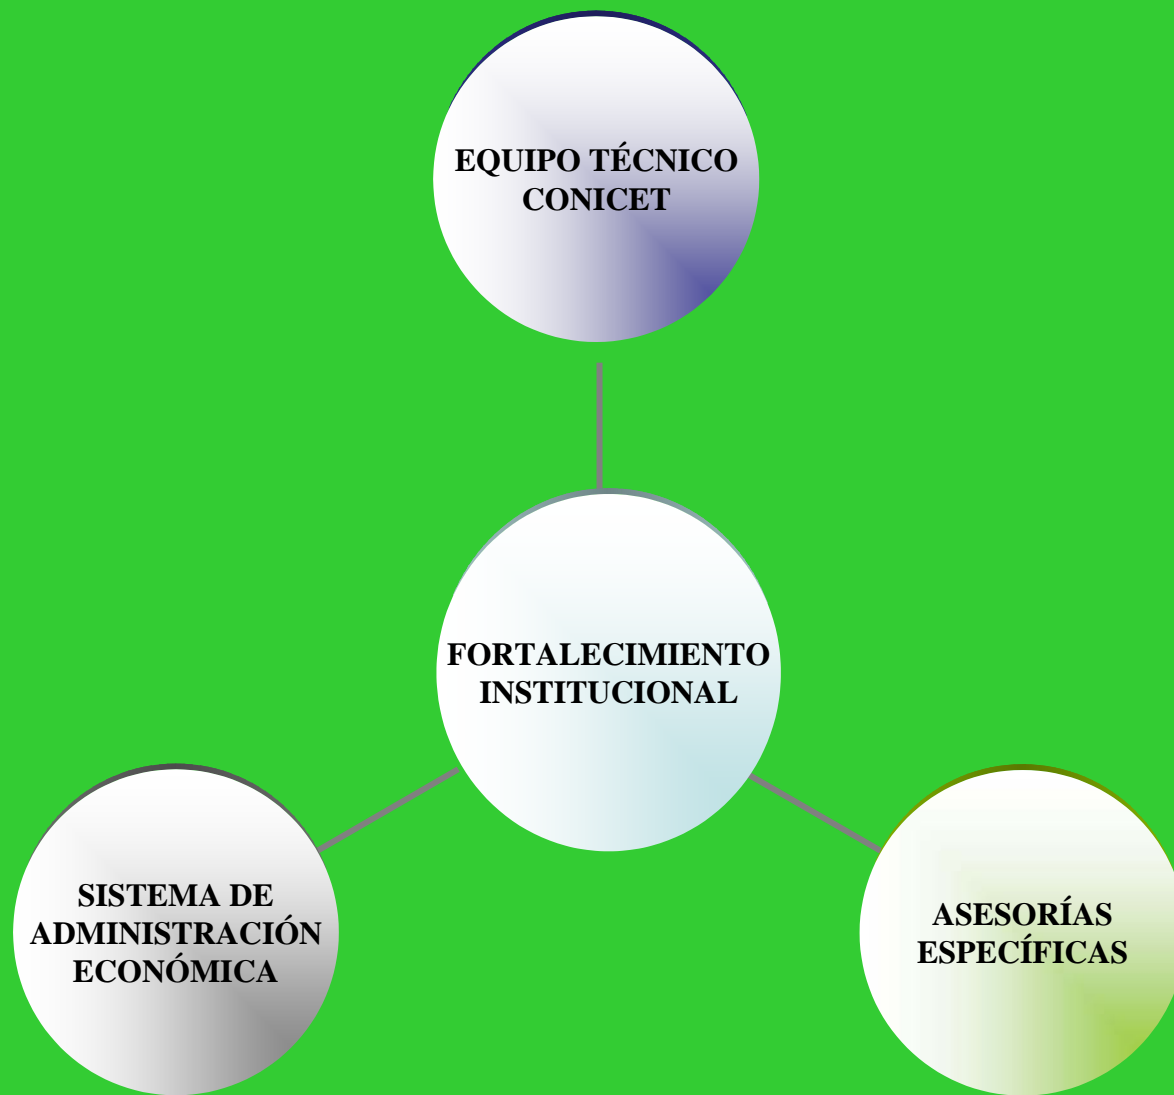 EQUIPO TÉCNICO
CONICET
FORTALECIMIENTO
INSTITUCIONAL
SISTEMA DE
ADMINISTRACIÓN
ECONÓMICA
ASESORÍAS
ESPECÍFICAS